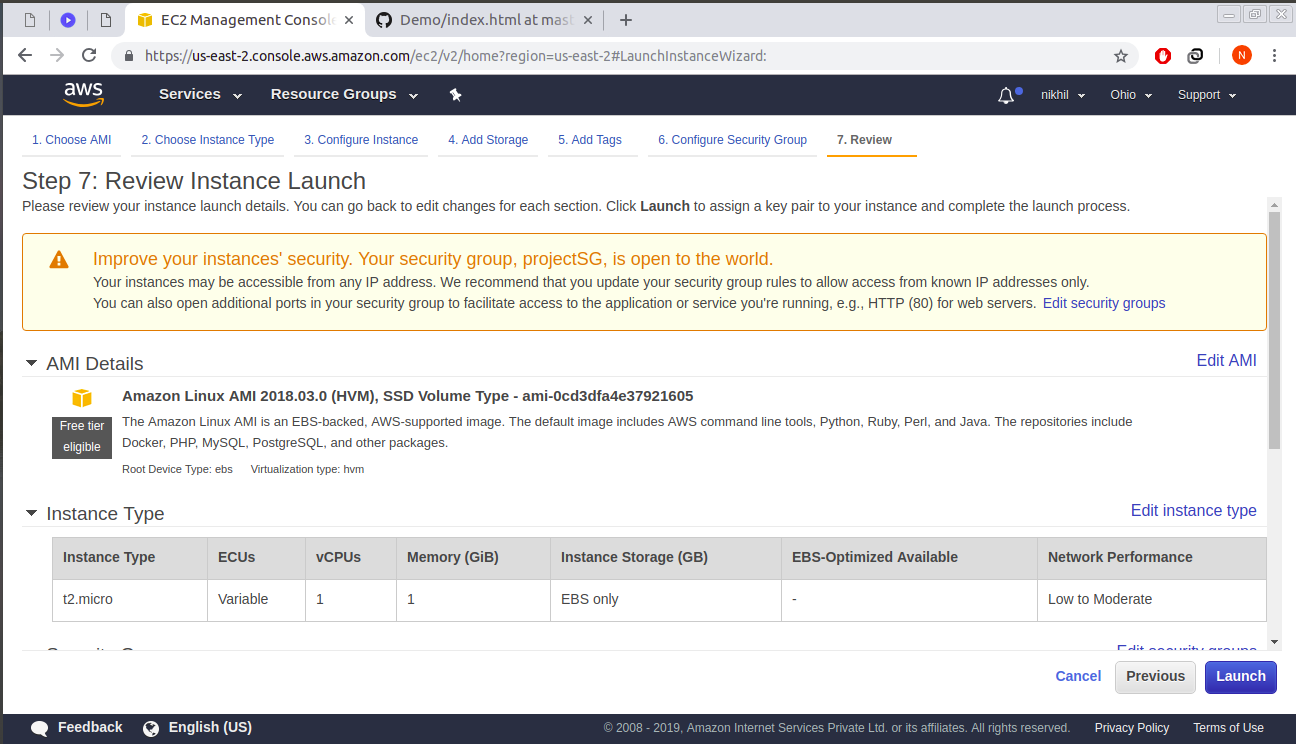 EC2 Management Console
Demo/index.html at mast
https://us-east-2.console.aws.amazon.com/ec2/v2/home?region=us-east-2#LaunchInstanceWizard:
N
aws Services Resource Groups nikhil Ohio Support
1. Choose AMI 2. Choose Instance Type 3. Configure Instance 4. Add Storage 5. Add Tags 6. Configure Security Group 7. Review
Step 7: Review Instance Launch
Please review your instance launch details. You can go back to edit changes for each section. Click Launch to assign a key pair to your instance and complete the launch process.
Improve your instances' security. Your security group, projectSG, is open to the world.
Your instances may be accessible from any IP address. We recommend that you update your security group rules to allow access from known IP addresses only.
You can also open additional ports in your security group to facilitate access to the application or service you're running, e.g., HTTP (80) for web servers. Edit security groups
AMI Details Edit AMI
Amazon Linux AMI 2018.03.0 (HVM), SSD Volume Type - ami-0cd3dfa4e37921605
Free tier eligible
The Amazon Linux AMI is an EBS-backed, AWS-supported image. The default image includes AWS command line tools, Python, Ruby, Perl, and Java. The repositories include
Docker, PHP, MySQL, PostgreSQL, and other packages.
Root Device Type: ebs Virtualization type: hvm
Instance Type Edit instance type
Instance Type ECUs vCPUs Memory (GiB) Instance Storage (GB) EBS-Optimized Available Network Performance
t2.micro Variable 1 1 EBS only - Low to Moderate
Edit security groups
Cancel Previous Launch
Feedback English (US) © 2008 - 2019, Amazon Internet Services Private Ltd. or its affiliates. All rights reserved. Privacy Policy Terms of Use